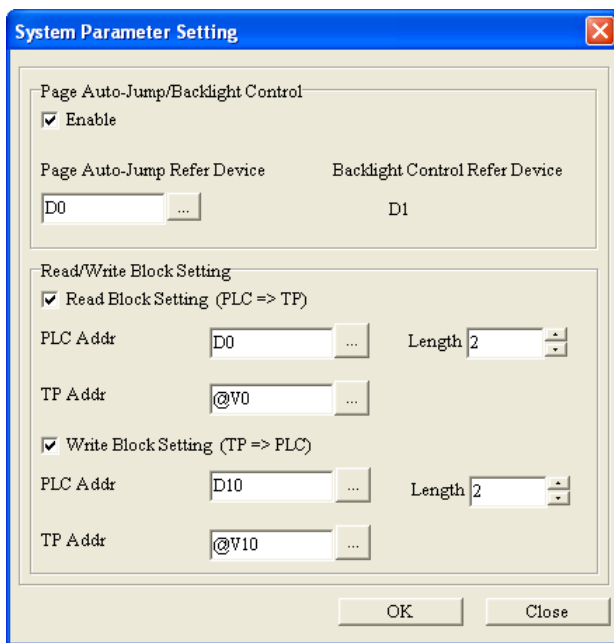 System Parameter Setting
Page Auto-Jump/Backlight Control
Enable
Page Auto-Jump Refer Device Backlight Control Refer Device
D0 ... D1
Read/Write Block Setting
Read Block Setting (PLC => TP)
PLC Addr D0 ... Length 2
TP Addr @V0 ...
Write Block Setting (TP => PLC)
PLC Addr D10 ... Length 2
TP Addr @V10 ...
OK Close